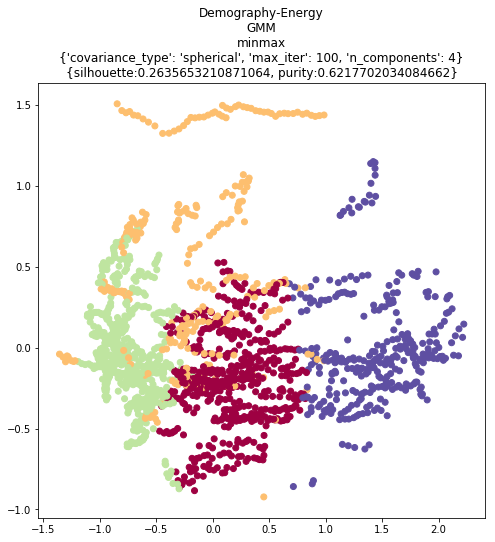 Demography-Energy
GMM
minmax
{'covariance_type': 'spherical', 'max_iter': 100, 'n_components': 4}
{silhouette:0.2635653210871064, purity:0.6217702034084662}
1.5
1.0
0.5
0.0
−0.5
−1.0
−1.5 −1.0 −0.5 0.0 0.5 1.0 1.5 2.0